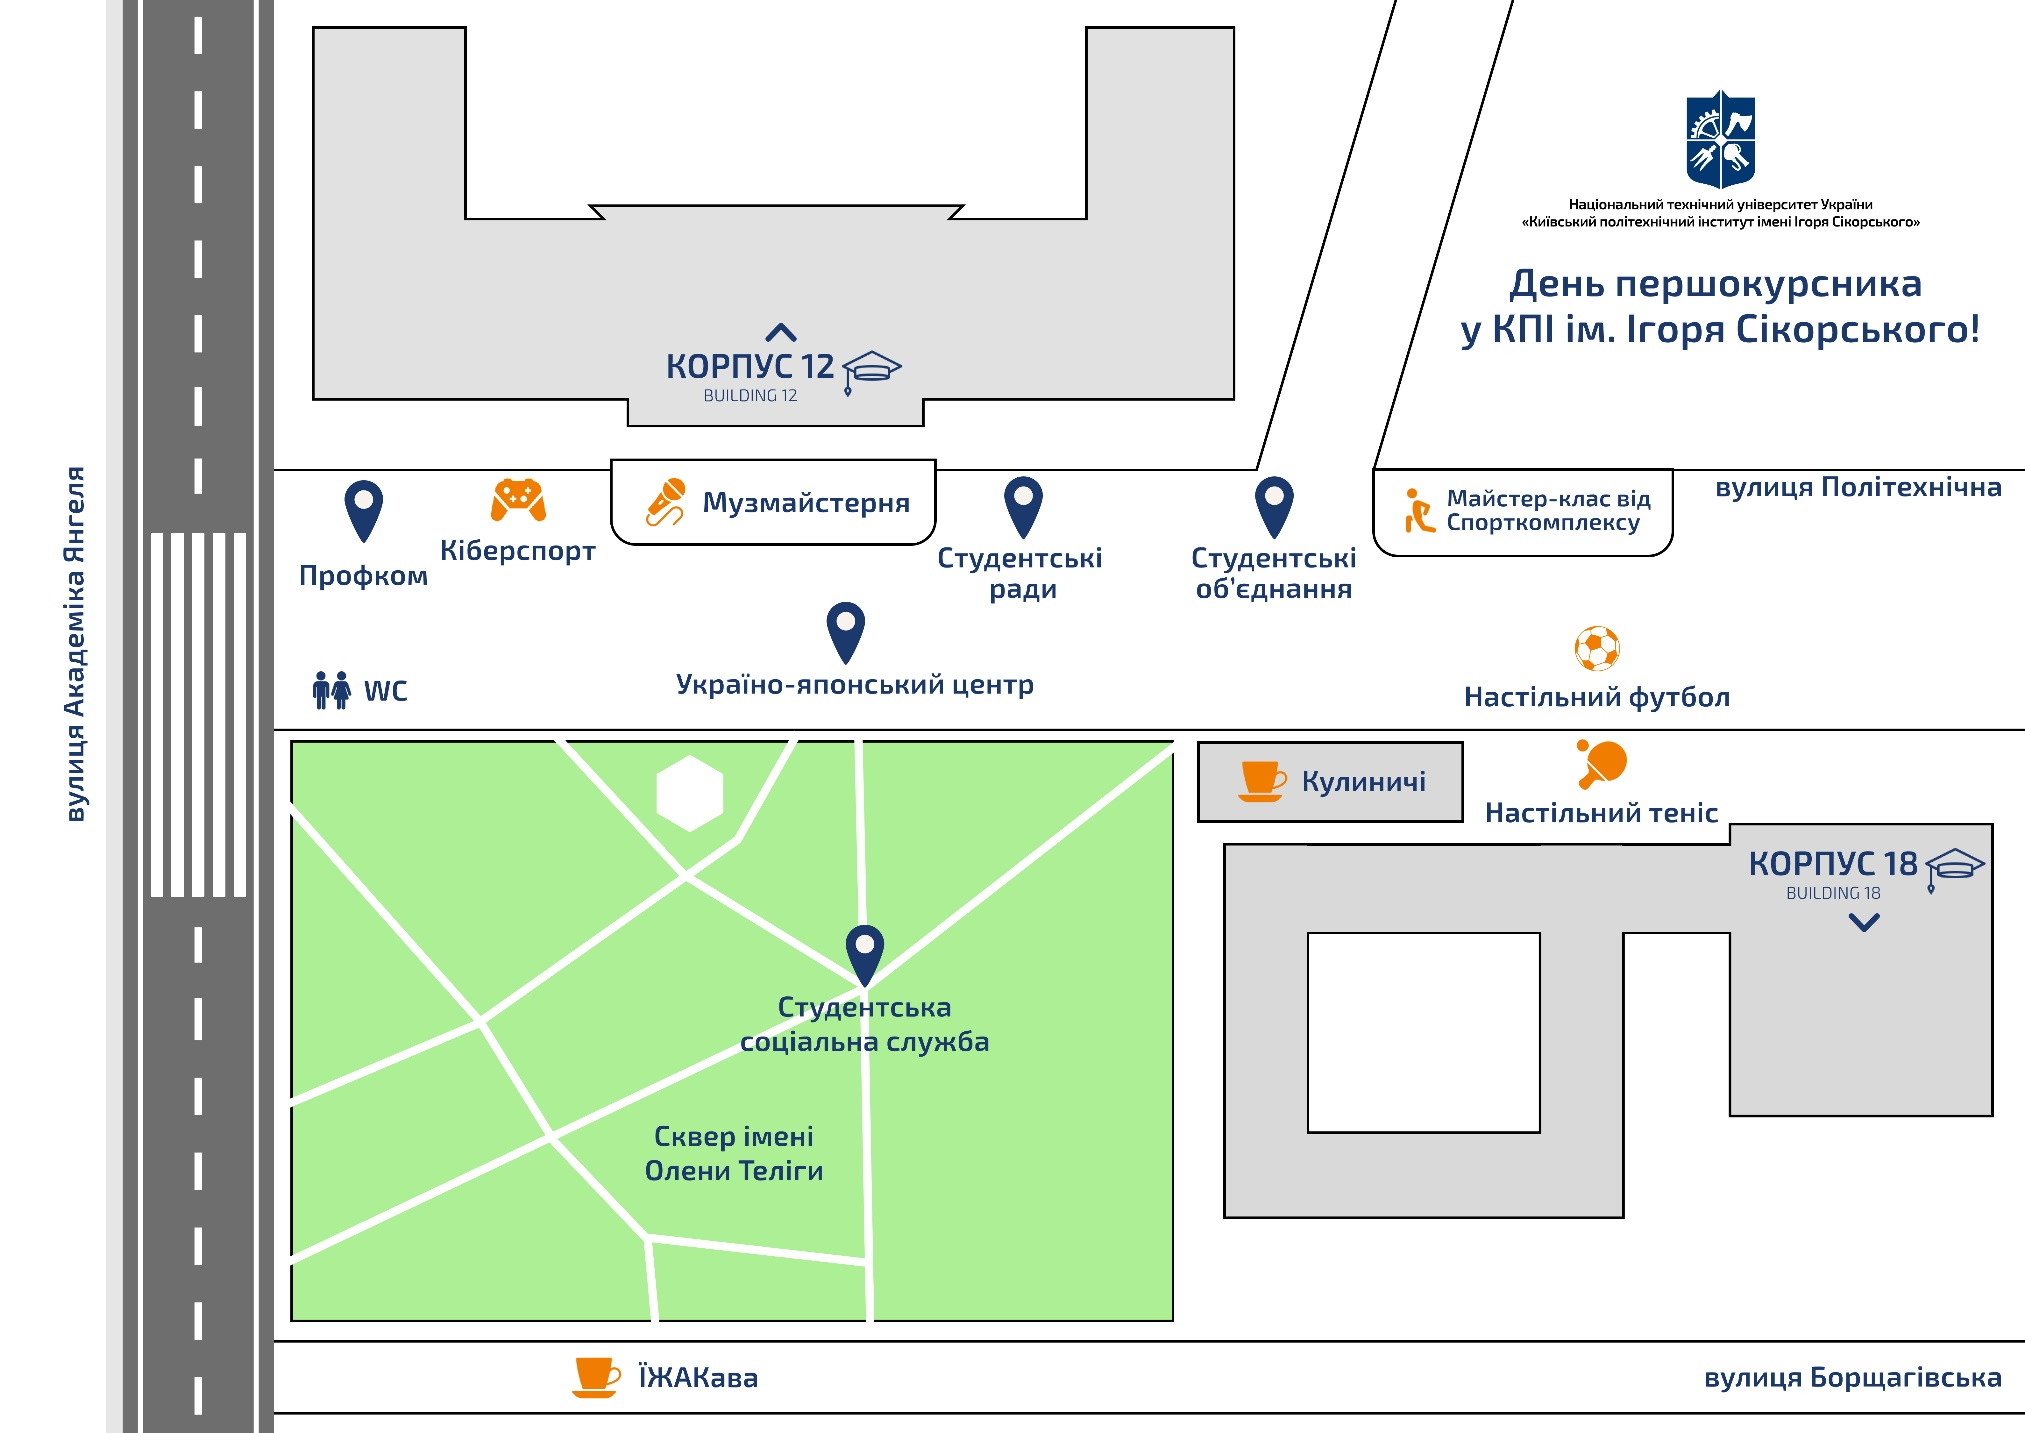 Національний технічний університет України
«Київський політехнічний інститут імені Ігоря Сікорського»
День першокурсника
у КПІ ім. Ігоря Сікорського!
КОРПУС 12
BUILDING 12
вулиця Академіка Янгеля
Профком
Кіберспорт
Музмайстерня
Студентські
ради
Студентські
об'єднання
Майстер-клас від
Спорткомплексу
вулиця Політехнічна
WC
Україно-японський центр
Настільний футбол
Кулиничі
Настільний теніс
КОРПУС 18
BUILDING 18
Студентська
соціальна служба
Сквер імені
Олени Теліги
ЇЖАКава
вулиця Борщагівська